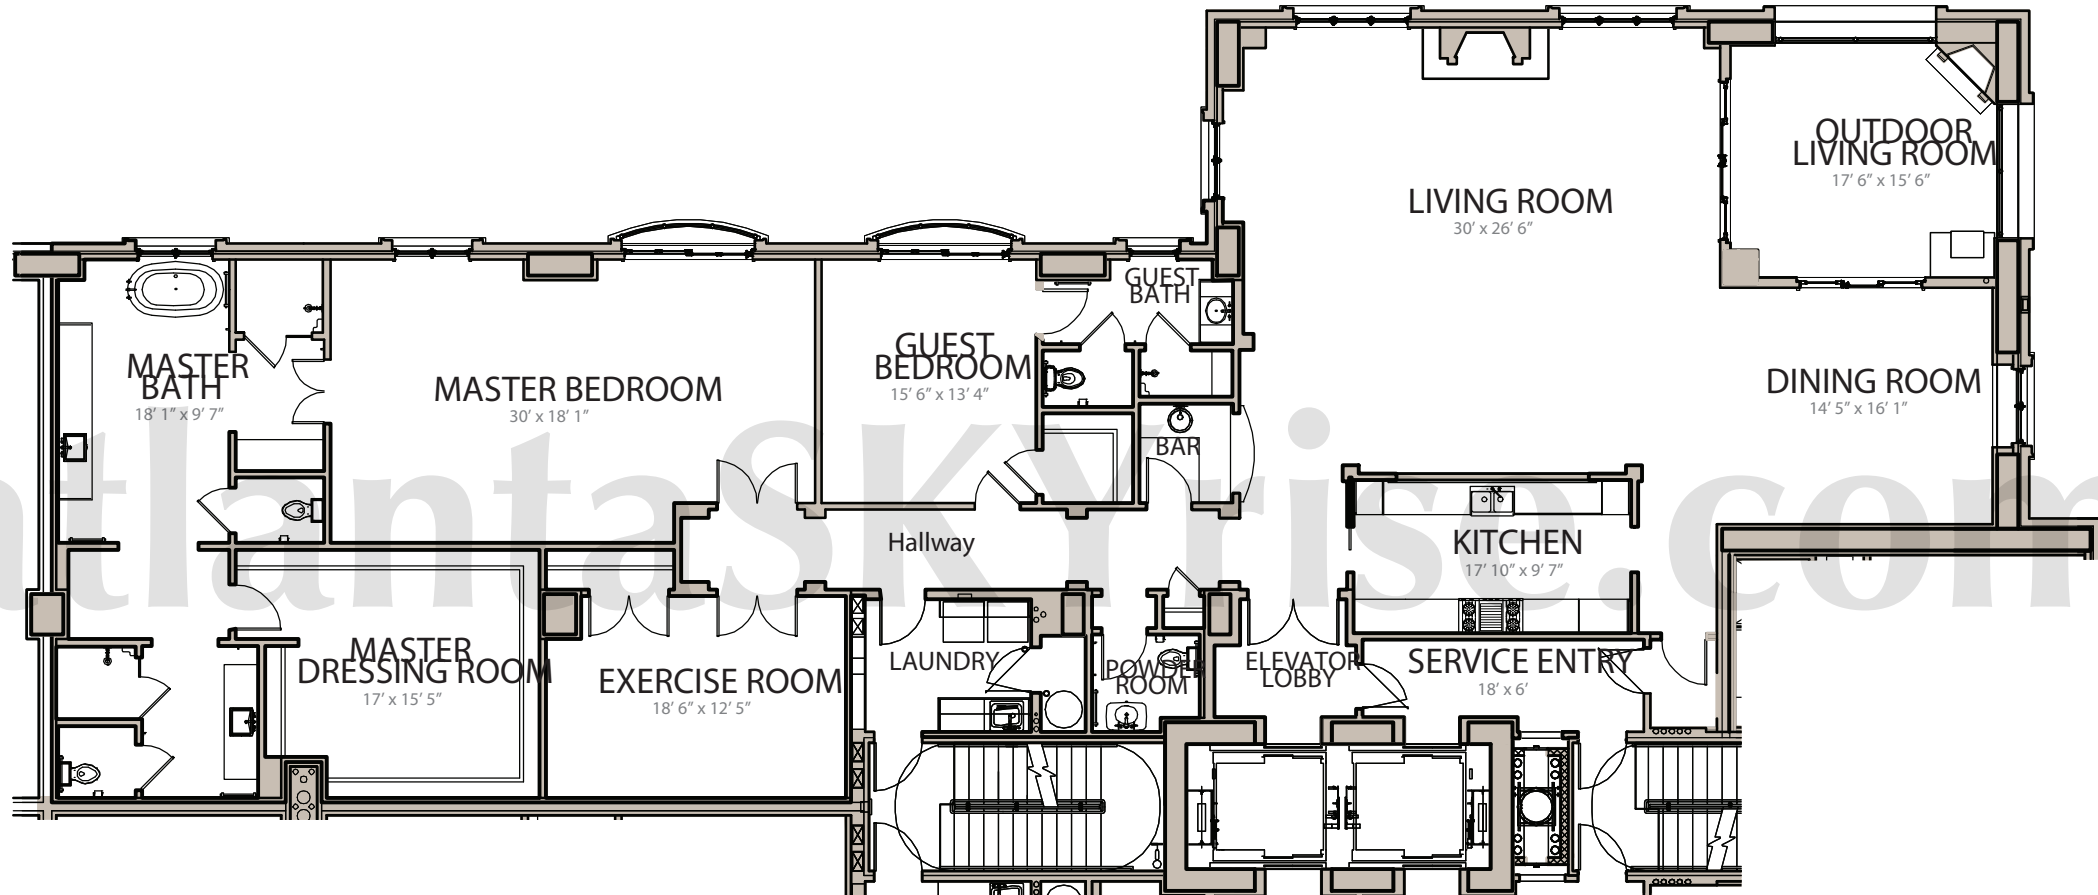 OUTDOOR
LIVING ROOM
17' 6" x 15' 6"
LIVING ROOM
30' x 26' 6"
GUEST
BATH
MASTER
BATH
18' 1" x 9' 7"
MASTER BEDROOM
30' x 18' 1"
GUEST
BEDROOM
15' 6" x 13' 4"
DINING ROOM
14' 5" x 16' 1"
BAR
atlantaSKYrise.com
Hallway
KITCHEN
17' 10" x 9' 7"
MASTER
DRESSING ROOM
17' x 15' 5"
EXERCISE ROOM
18' 6" x 12' 5"
LAUNDRY
POWDER
ROOM
ELEVATOR
LOBBY
SERVICE ENTRY
18' x 6'